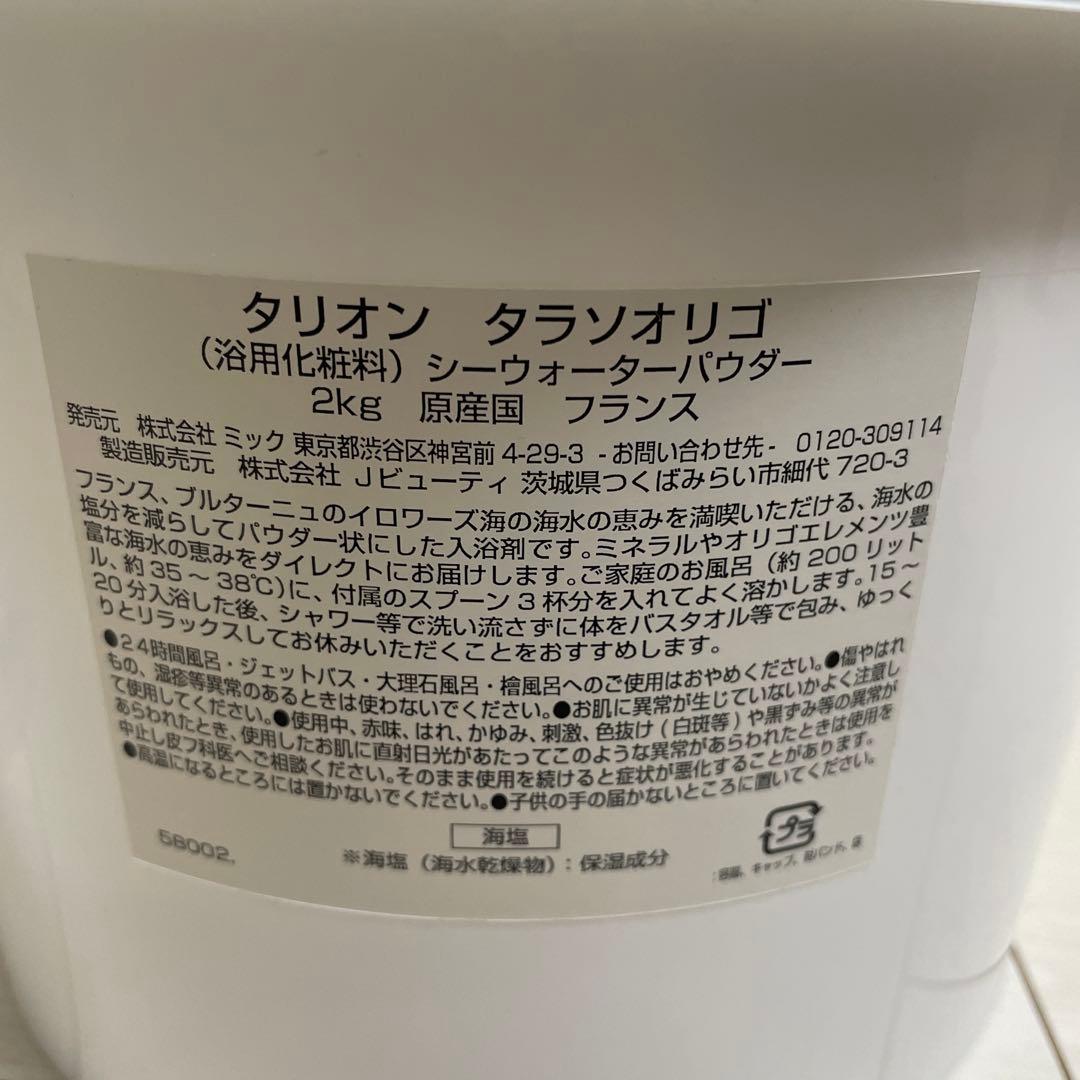 タリオン　タラソオリゴ
（浴用化粧料）シーウォーターパウダー
2kg　原産国　フランス
発売元　株式会社 ミック 東京都渋谷区神宮前 4-29-3 -お問い合わせ先-　0120-309114
製造販売元　株式会社 Ｊビューティ 茨城県つくばみらい市細代 720-3
フランス、ブルターニュのイロワーズ海の海水の恵みを満喫いただける、海水の
塩分を減らしてパウダー状にした入浴剤です。ミネラルやオリゴエレメンツ豊
富な海水の恵みをダイレクトにお届けします。ご家庭のお風呂（約 200 リット
ル、約 35 〜 38℃）に、付属のスプーン 3 杯分を入れてよく溶かします。15 〜
20 分入浴した後、シャワー等で洗い流さずに体をバスタオル等で包み、ゆっく
りとリラックスしてお休みいただくことをおすすめします。
●24時間風呂・ジェットバス・大理石風呂・檜風呂へのご使用はおやめください。●傷やはれ
もの、湿疹等異常のあるときは使わないでください。●お肌に異常が生じていないかよく注意し
て使用してください。●使用中、赤味、はれ、かゆみ、刺激、色抜け（白斑等）や黒ずみ等の異常が
あらわれたとき、使用したお肌に直射日光があたってこのような異常があらわれたときは使用を
中止し皮フ科医へご相談ください。そのまま使用を続けると症状が悪化することがあります。
●高温になるところには置かないでください。●子供の手の届かないところに置いてください。
58002.
海塩
※海塩（海水乾燥物）：保湿成分
プラ
キャップ、